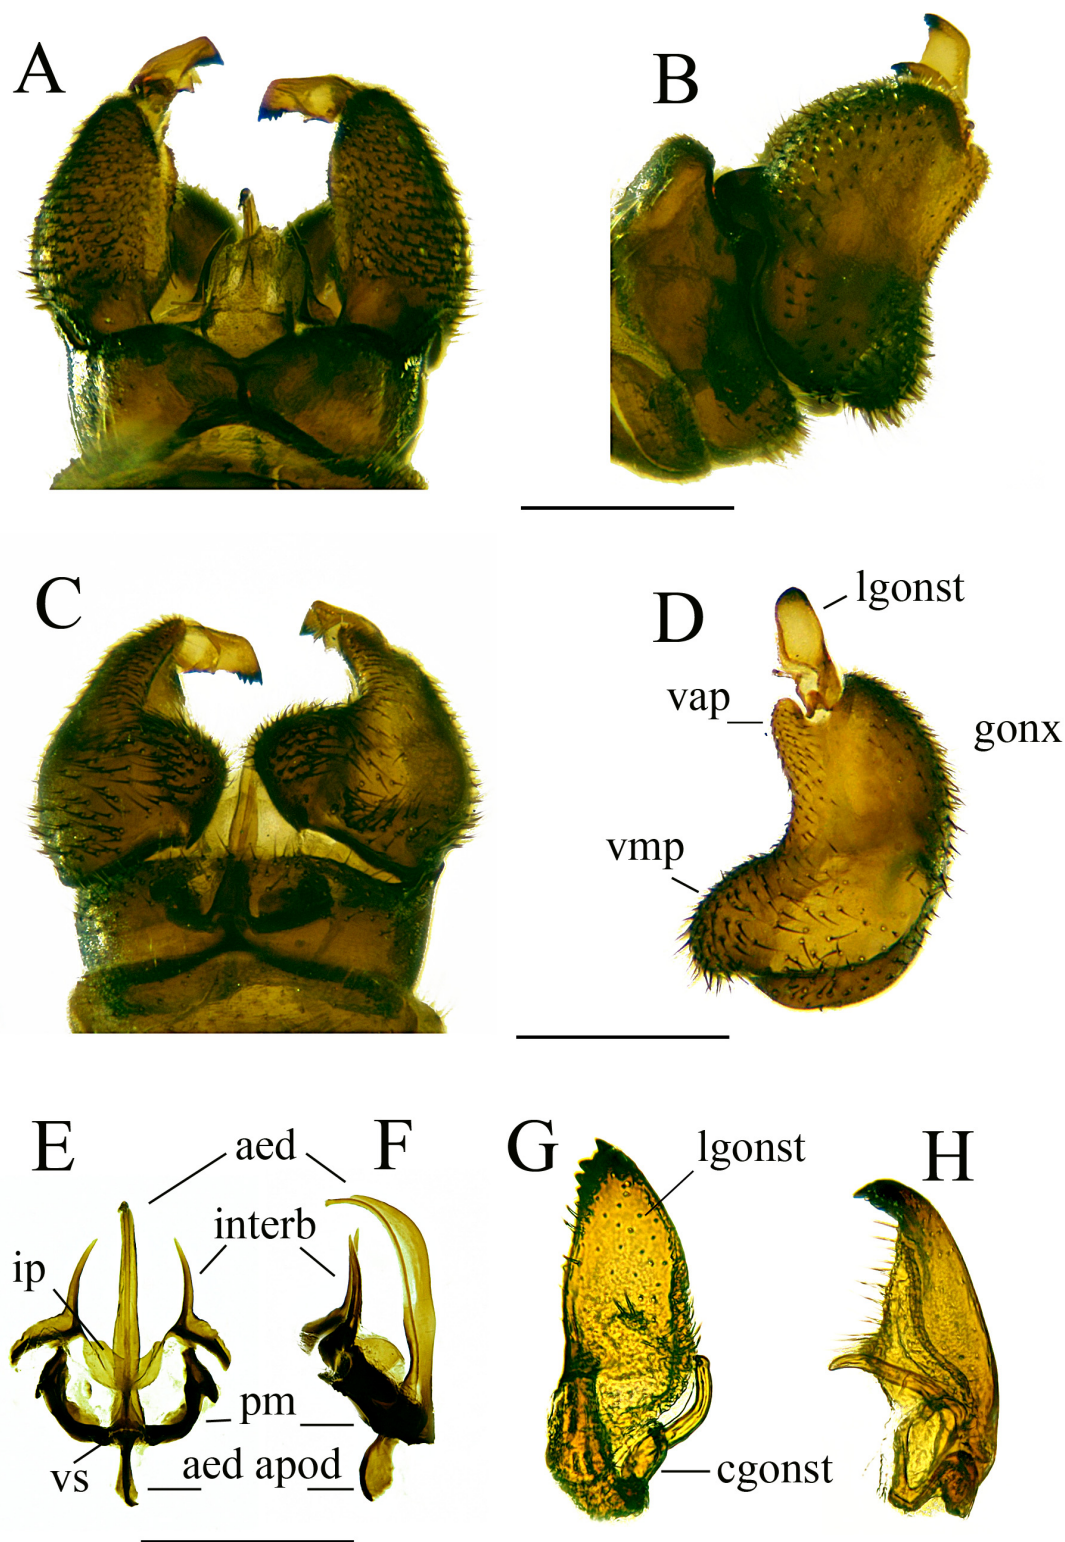 A
B
C
D
lgonst
vap
gonx
vmp
E
aed
F
G
lgonst
H
interb
ip
pm
vs
aed apod
cgonst